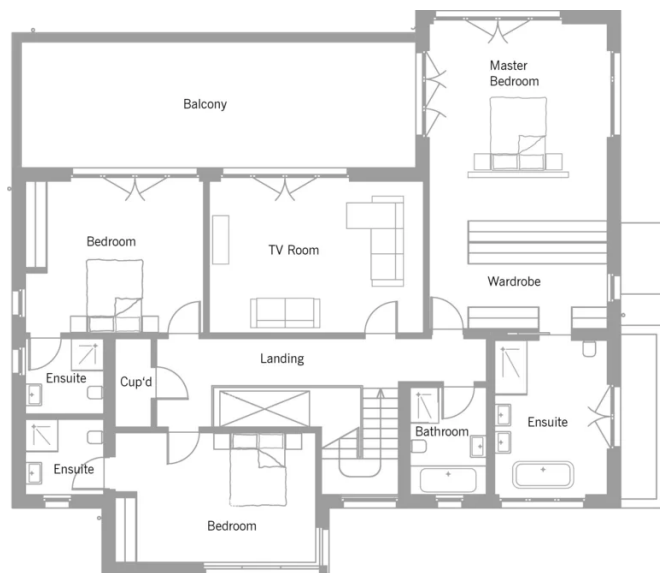 Master
Bedroom
Balcony
Bedroom
TV Room
Wardrobe
Landing
Ensuite
Cup'd
Ensuite
Bathroom
Ensuite
Bedroom